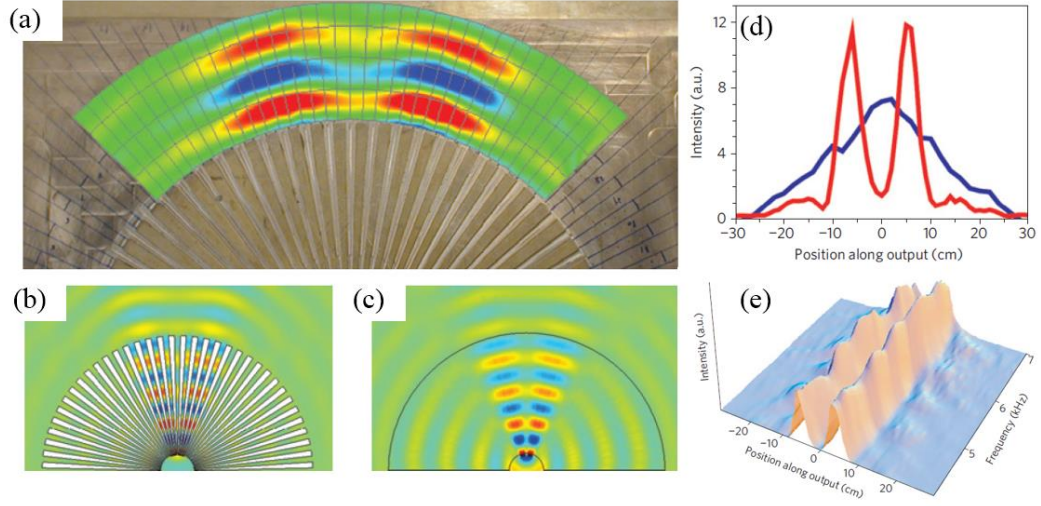 (a)
(b)
(c)
(d)
12
8
4
0
Intensity (a.u.)
−30
−20
−10
0
10
20
30
Position along output (cm)
(e)
Intensity (a.u.)
−20
−10
0
10
20
Position along output (cm)
5
6
7
Frequency (kHz)